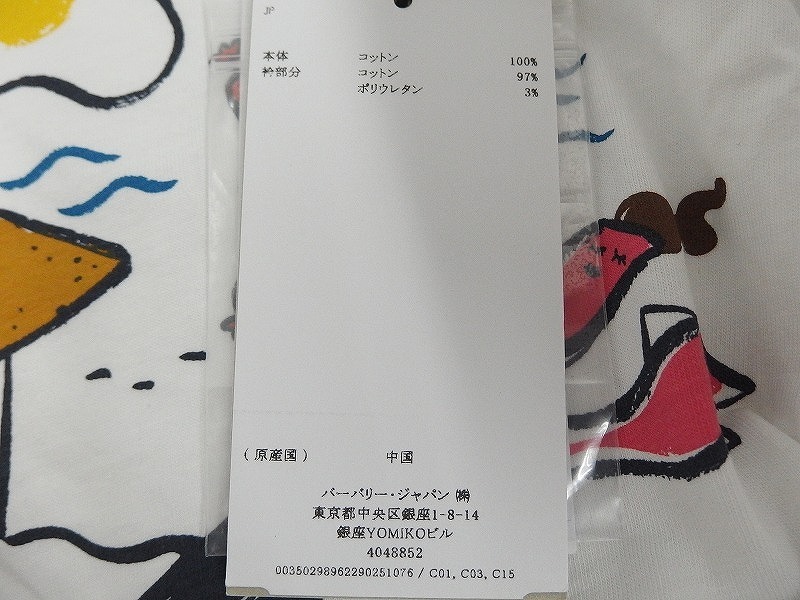 JP
本体 コットン 100%
衿部分 コットン 97%
ポリウレタン 3%
(原産国) 中国
バーバリー・ジャパン㈱
東京都中央区銀座1-8-14
銀座YOMIKOビル
4048852
00350298962290251076 / C01, C03, C15